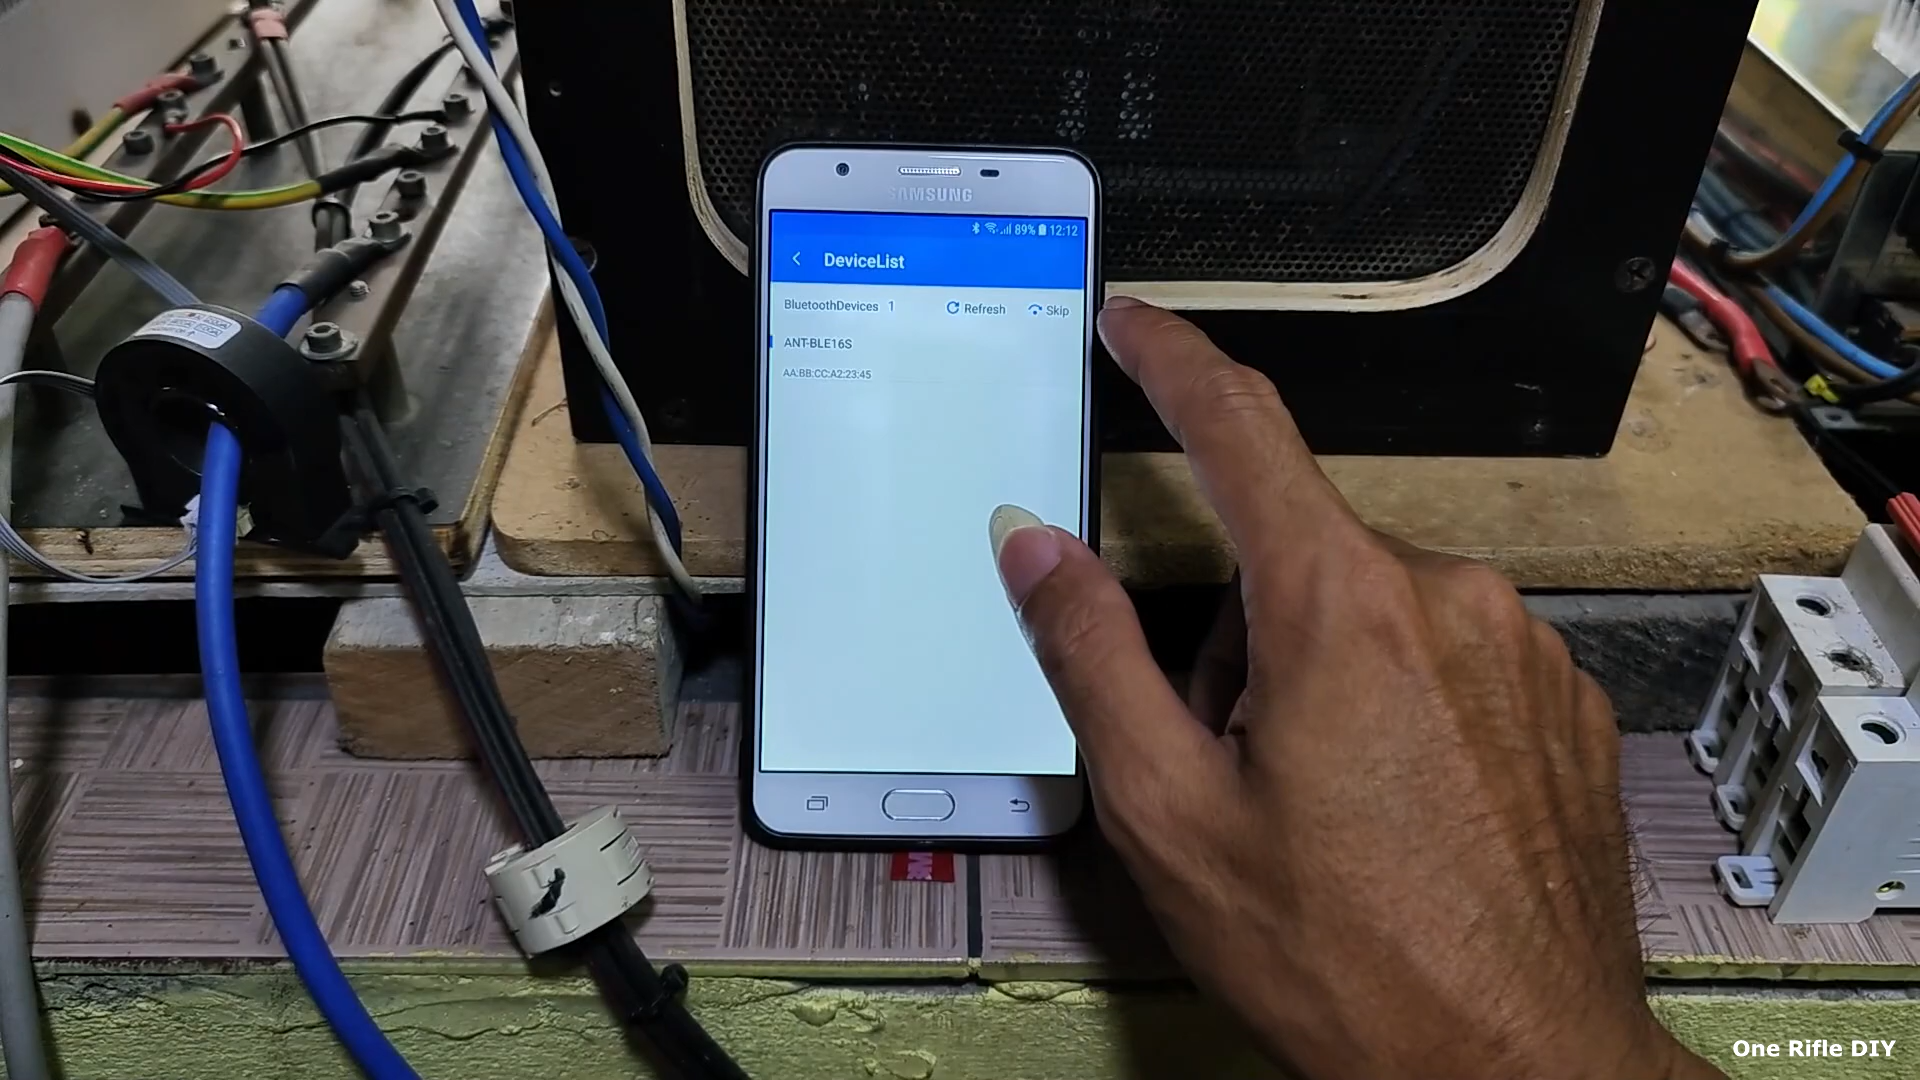 SAMSUNG
89% 12:12
DeviceList
BluetoothDevices 1 Refresh Skip
ANT-BLE16S
AA:BB:CC:A2:23:45
One Rifle DIY